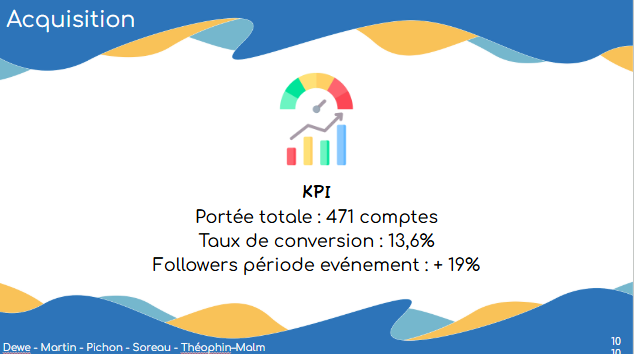 Acquisition
KPI
Portée totale : 471 comptes
Taux de conversion : 13,6%
Followers période evénement : + 19%
Dewe - Martin - Pichon - Soreau - Théophin-Malm
10
10